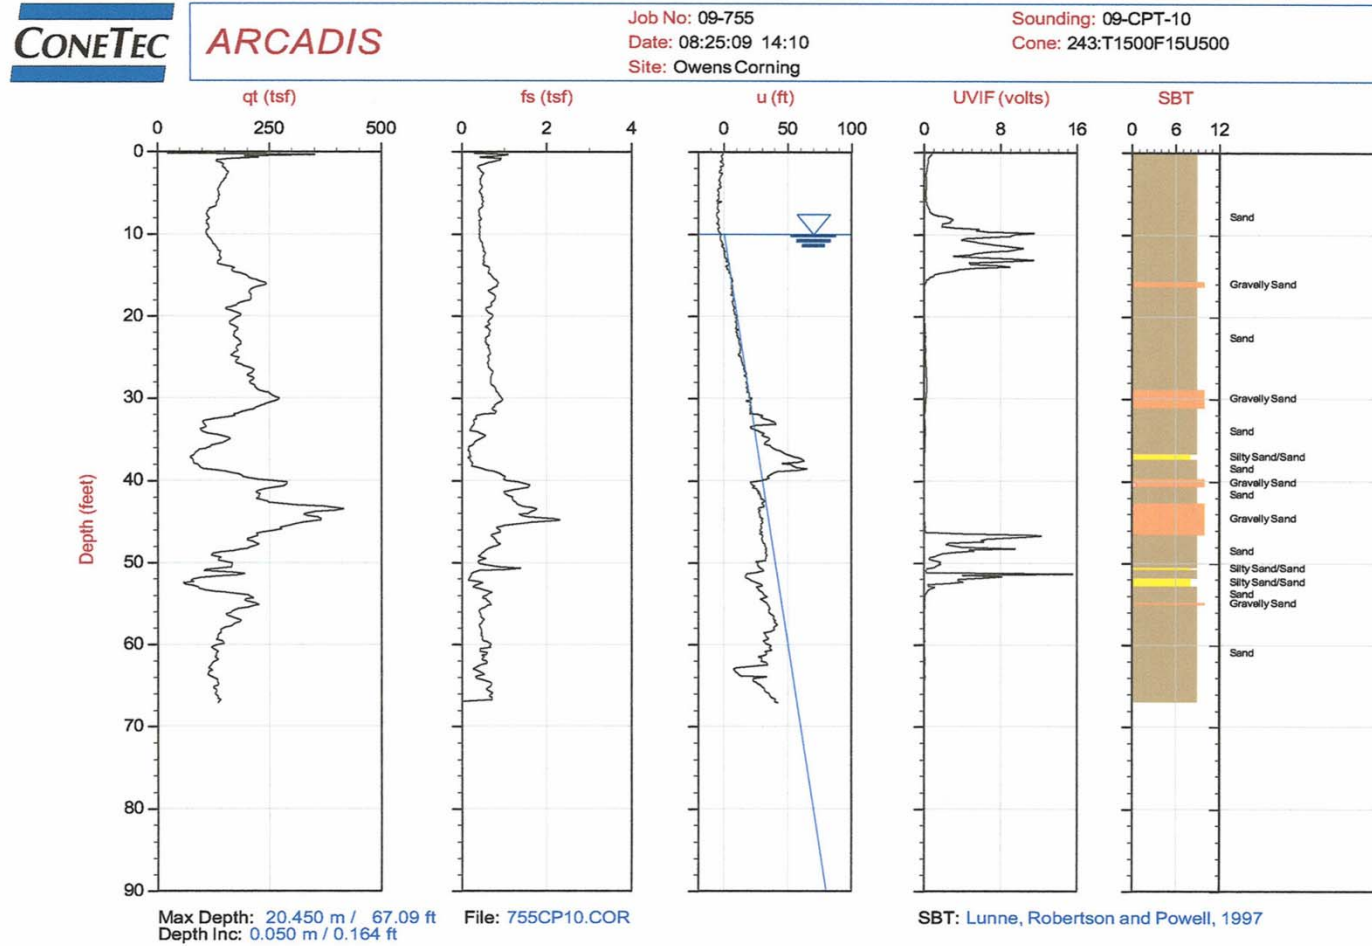 CONETEC
ARCADIS
Job No: 09-755
Date: 08:25:09 14:10
Site: Owens Corning
Sounding: 09-CPT-10
Cone: 243:T1500F15U500
qt (tsf)
fs (tsf)
u (ft)
UVIF (volts)
SBT
0 250 500
0 2 4
0 50 100
0 8 16
0 6 12
Depth (feet)
0
10
20
30
40
50
60
70
80
90
Sand
Gravelly Sand
Sand
Gravelly Sand
Sand
Silty Sand/Sand
Sand
Gravelly Sand
Sand
Gravelly Sand
Sand
Silty Sand/Sand
Silty Sand/Sand
Sand
Gravelly Sand
Sand
Max Depth: 20.450 m / 67.09 ft
Depth Inc: 0.050 m / 0.164 ft
File: 755CP10.COR
SBT: Lunne, Robertson and Powell, 1997